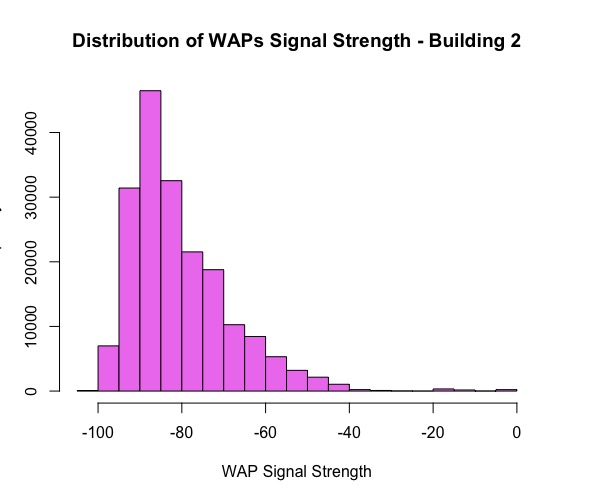 Distribution of WAPs Signal Strength - Building 2
40000
30000
20000
10000
0
-100 -80 -60 -40 -20 0
WAP Signal Strength